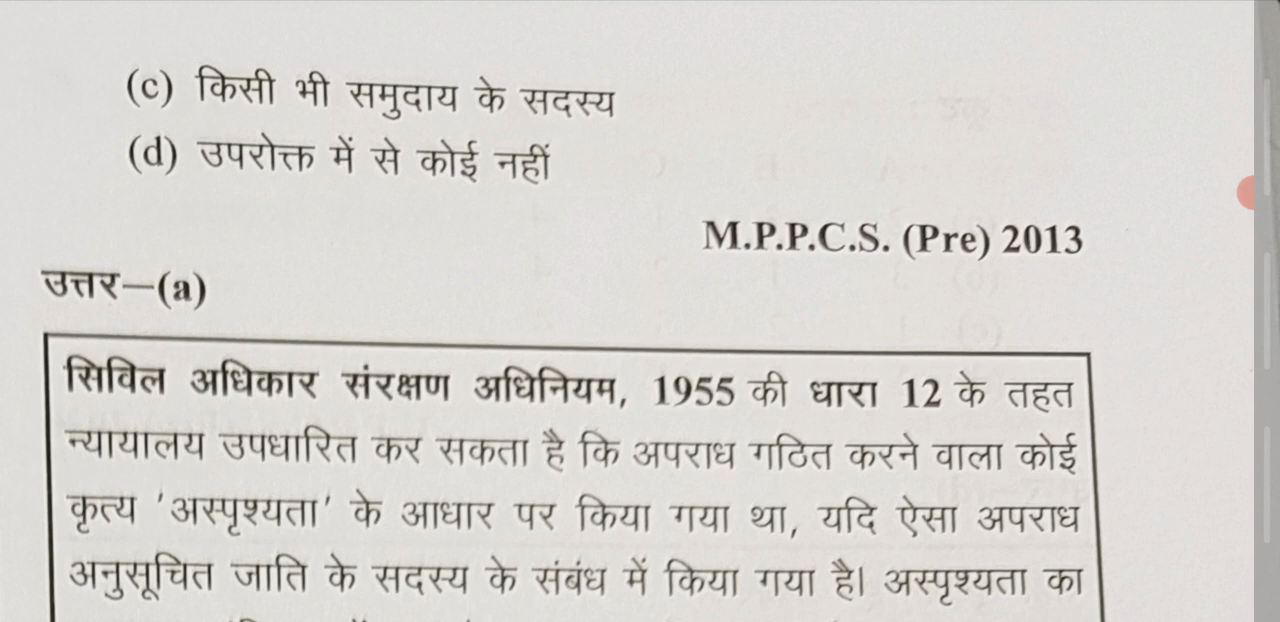 (c) किसी भी समुदाय के सदस्य
(d) उपरोक्त में से कोई नहीं
M.P.P.C.S. (Pre) 2013
उत्तर—(a)
सिविल अधिकार संरक्षण अधिनियम, 1955 की धारा 12 के तहत
न्यायालय उपधारित कर सकता है कि अपराध गठित करने वाला कोई
कृत्य 'अस्पृश्यता' के आधार पर किया गया था, यदि ऐसा अपराध
अनुसूचित जाति के सदस्य के संबंध में किया गया है। अस्पृश्यता का